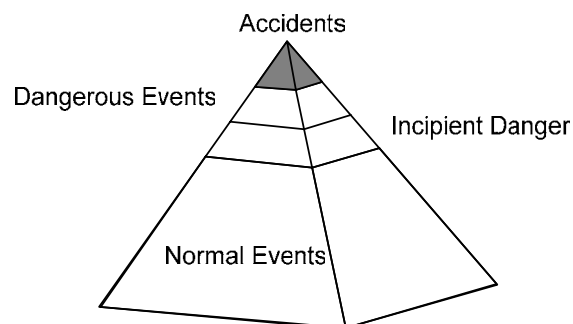 Accidents
Dangerous Events
Incipient Danger
Normal Events